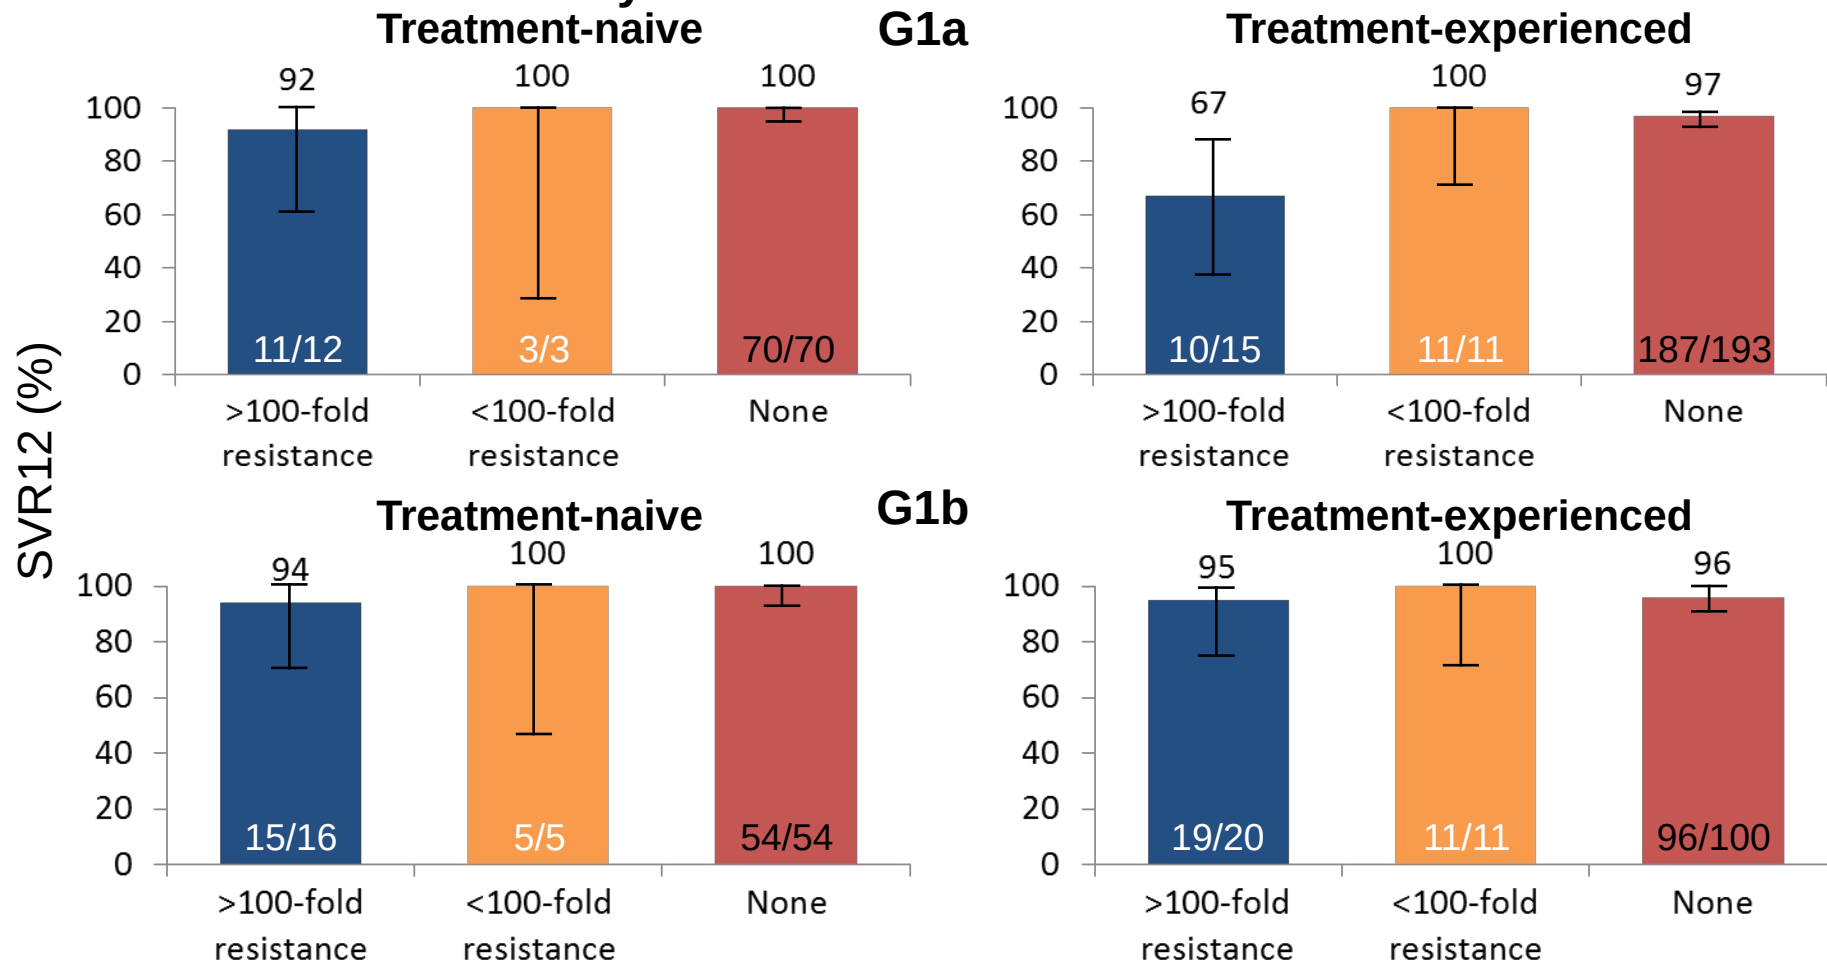 Treatment-naive
G1a
Treatment-experienced
92
100
100
67
100
97
100
80
60
40
20
0
11/12
3/3
70/70
100
80
60
40
20
0
10/15
11/11
187/193
>100-fold
resistance
<100-fold
resistance
None
>100-fold
resistance
<100-fold
resistance
None
SVR12 (%)
Treatment-naive
G1b
Treatment-experienced
94
100
100
95
100
96
100
80
60
40
20
0
15/16
5/5
54/54
100
80
60
40
20
0
19/20
11/11
96/100
>100-fold
resistance
<100-fold
resistance
None
>100-fold
resistance
<100-fold
resistance
None